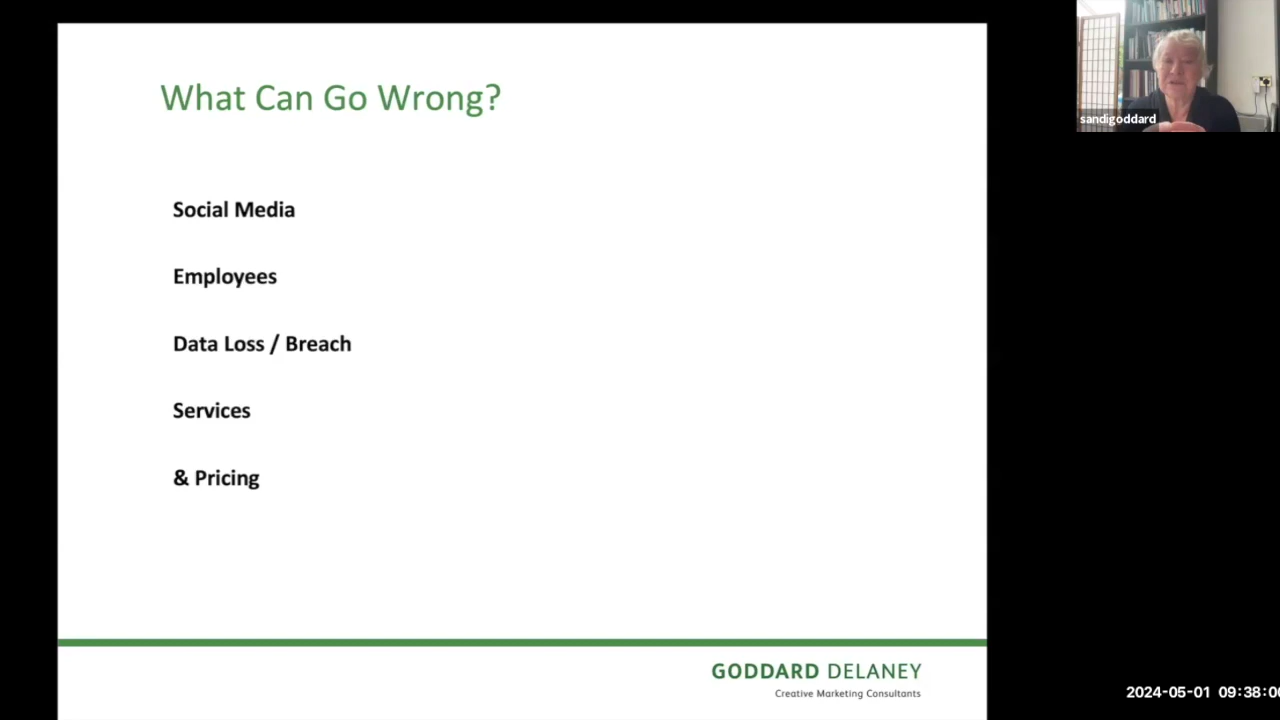 What Can Go Wrong?
sandigoddard
Social Media
Employees
Data Loss / Breach
Services
& Pricing
GODDARD DELANEY
Creative Marketing Consultants
2024-05-01 09:38:0